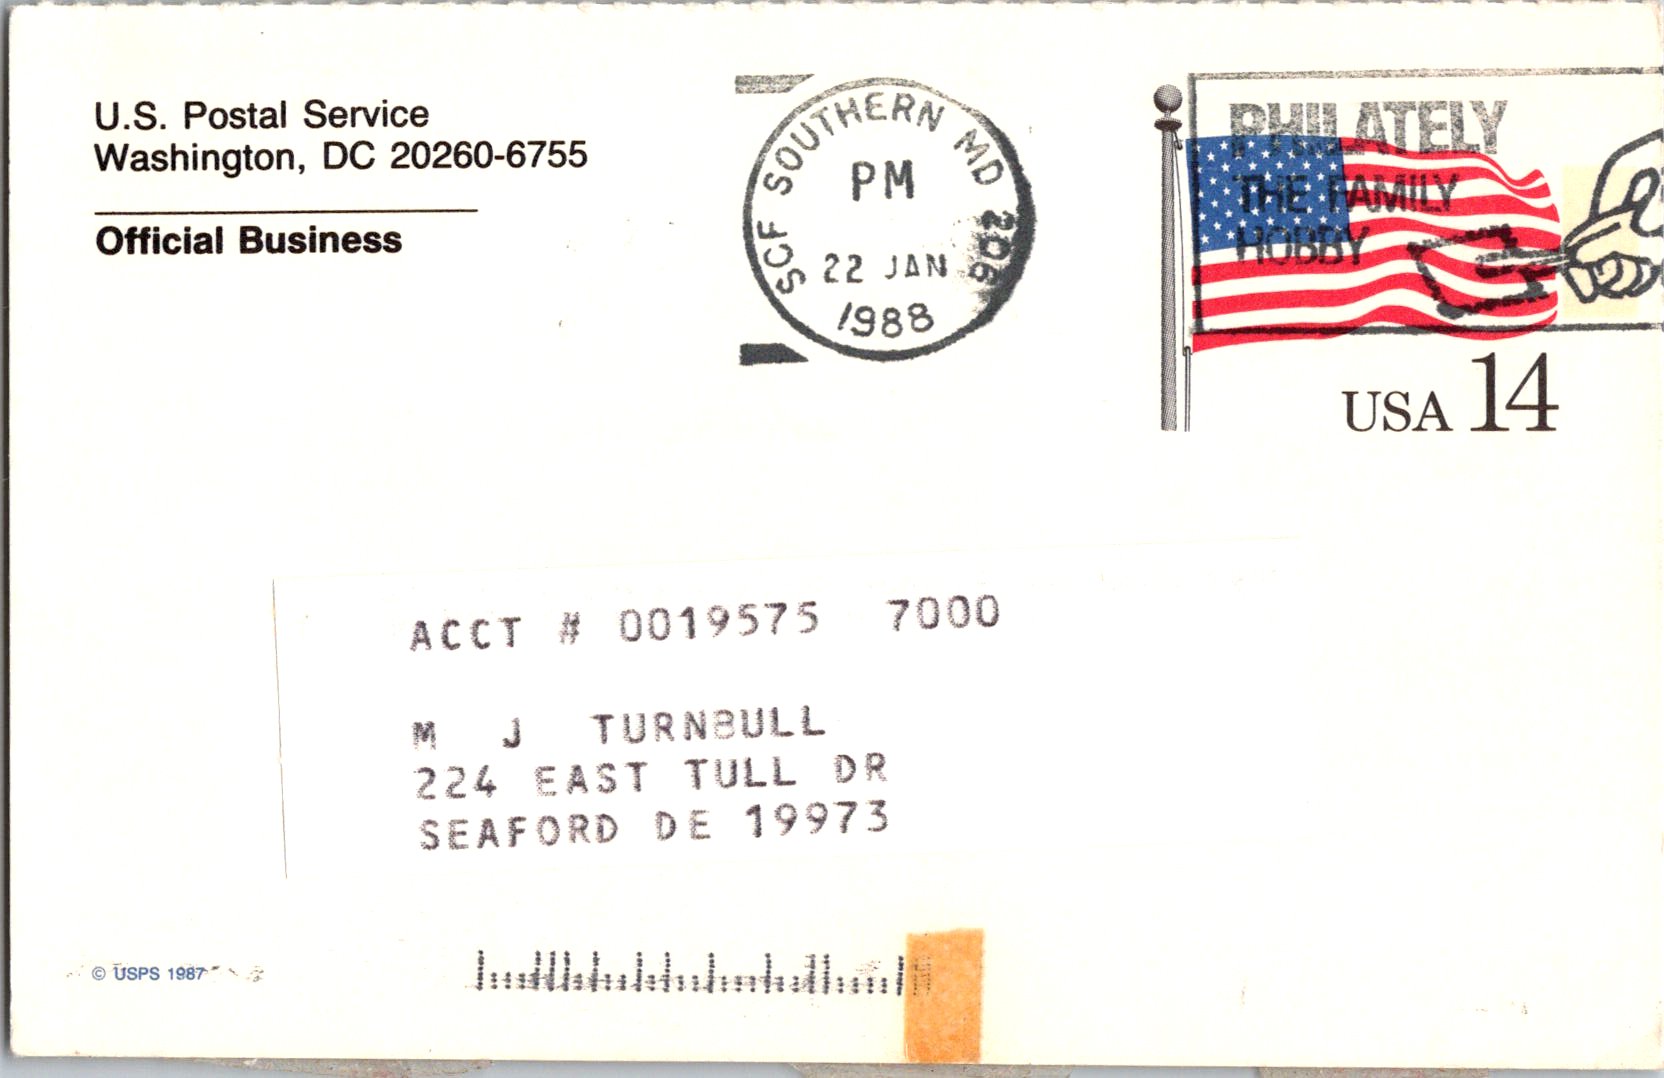 U.S. Postal Service
Washington, DC 20260-6755
Official Business
SCF SOUTHERN MD 206
PM
22 JAN
1988
PHILATELY
THE FAMILY
HOBBY
USA 14
ACCT # 0019575 7000
M J TURNBULL
224 EAST TULL DR
SEAFORD DE 19973
© USPS 1987